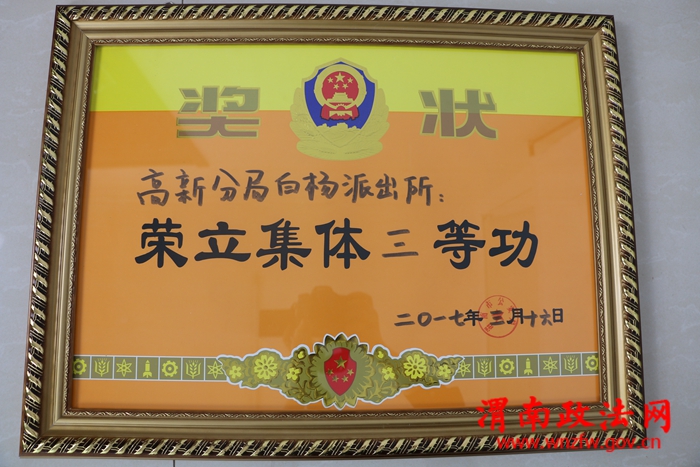 奖 状
高新分局白杨派出所：
荣立集体三等功
二〇一七年三月十六日
渭南政法网
www.wnzfw.gov.cn